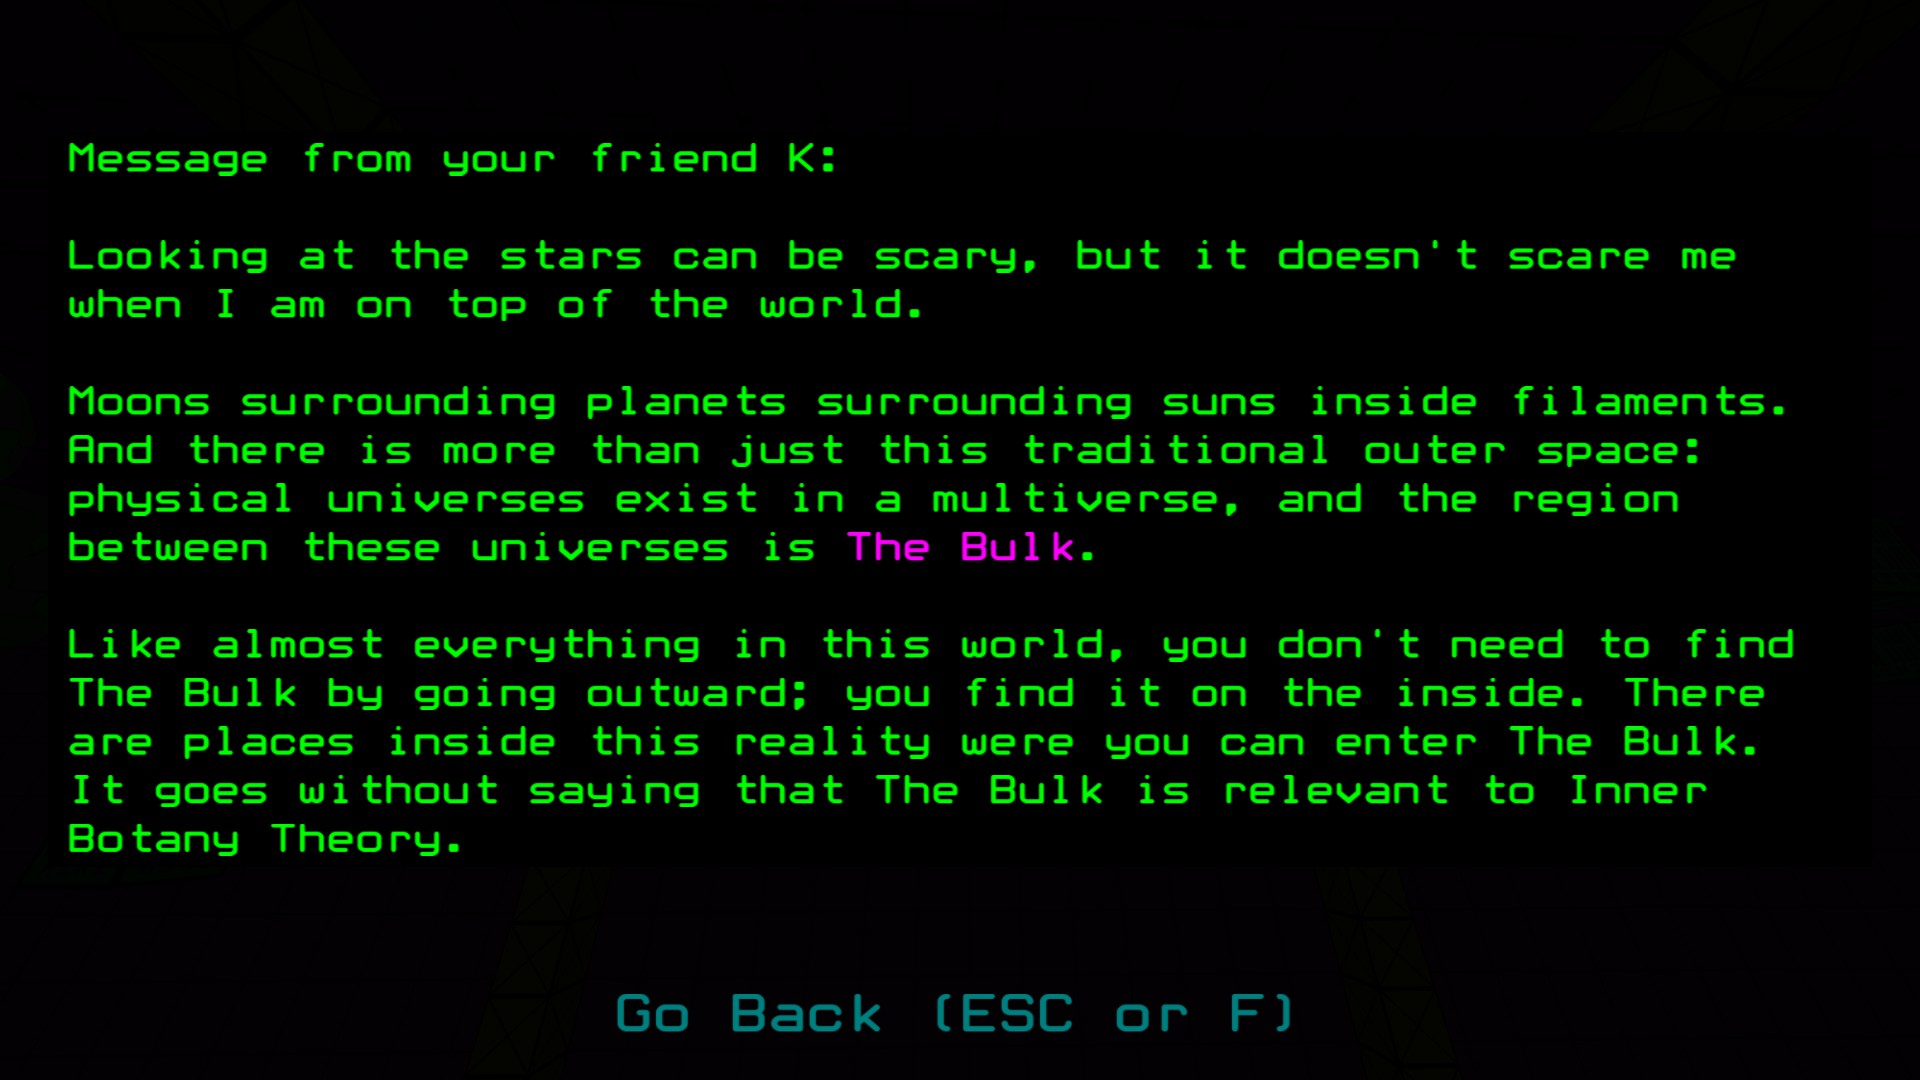 Message from your friend K:
Looking at the stars can be scary, but it doesn't scare me
when I am on top of the world.
Moons surrounding planets surrounding suns inside filaments.
And there is more than just this traditional outer space:
physical universes exist in a multiverse, and the region
between these universes is The Bulk.
Like almost everything in this world, you don't need to find
The Bulk by going outward; you find it on the inside. There
are places inside this reality were you can enter The Bulk.
It goes without saying that The Bulk is relevant to Inner
Botany Theory.
Go Back (ESC or F)